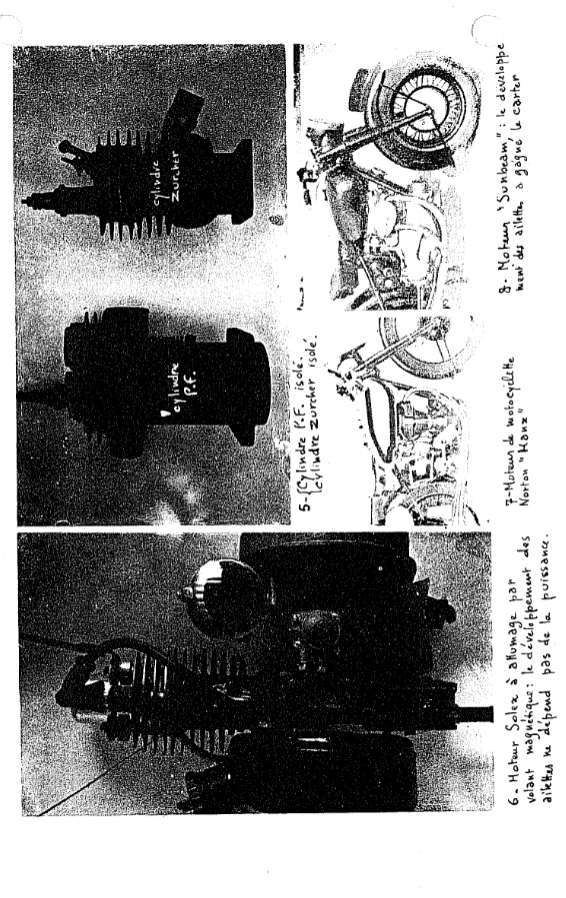 cylindre
zurcher
cylindre
P.F.
5-{Cylindre P.F. isolé.
Cylindre Zurcher isolé.
6- Moteur Solex à allumage par
volant magnétique: le développement des
ailettes ne dépend pas de la puissance.
7-Moteur de motocyclette
Norton "Manx"
8- Moteur "Sunbeam": le développe
ment des ailettes a gagné le carter